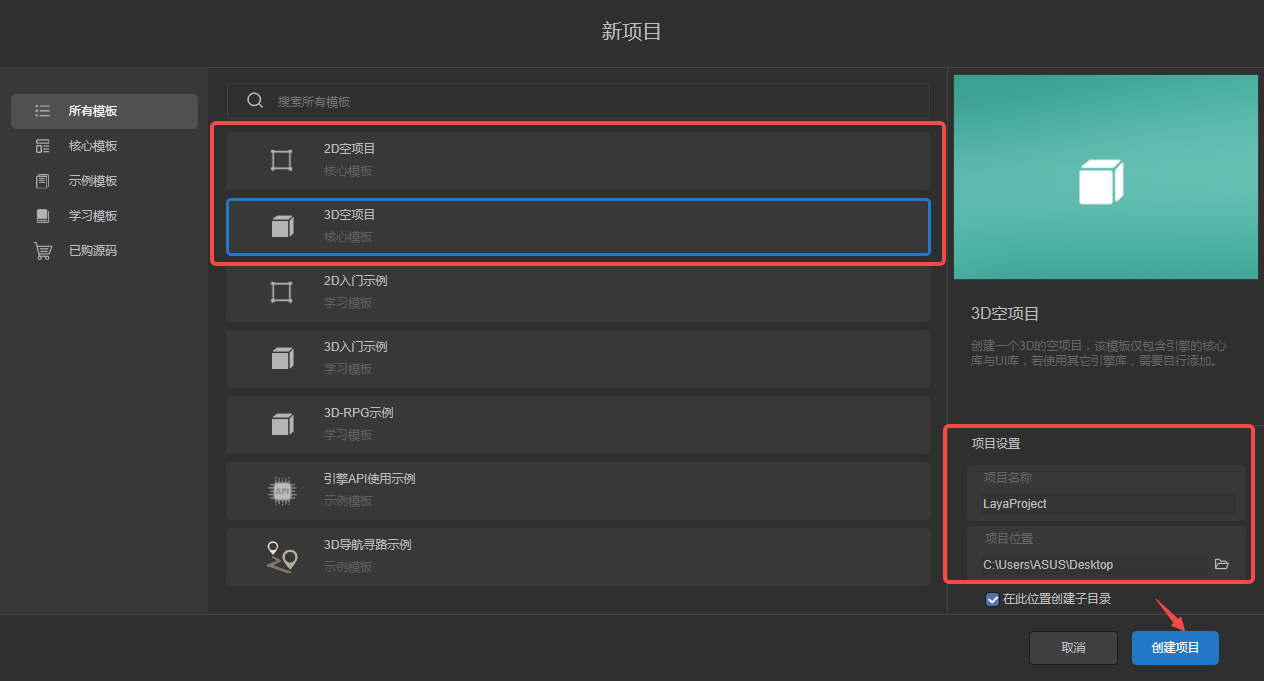 新项目
所有模板
核心模板
示例模板
学习模板
已购源码
搜索所有模板
2D空项目
核心模板
3D空项目
核心模板
2D入门示例
学习模板
3D入门示例
学习模板
3D-RPG示例
学习模板
API
引擎API使用示例
示例模板
3D导航寻路示例
示例模板
3D空项目
创建一个3D的空项目，该模板仅包含引擎的核心
库与UI库，若使用其它引擎库，需要自行添加。
项目设置
项目名称
LayaProject
项目位置
C:\Users\ASUS\Desktop
在此位置创建子目录
取消
创建项目